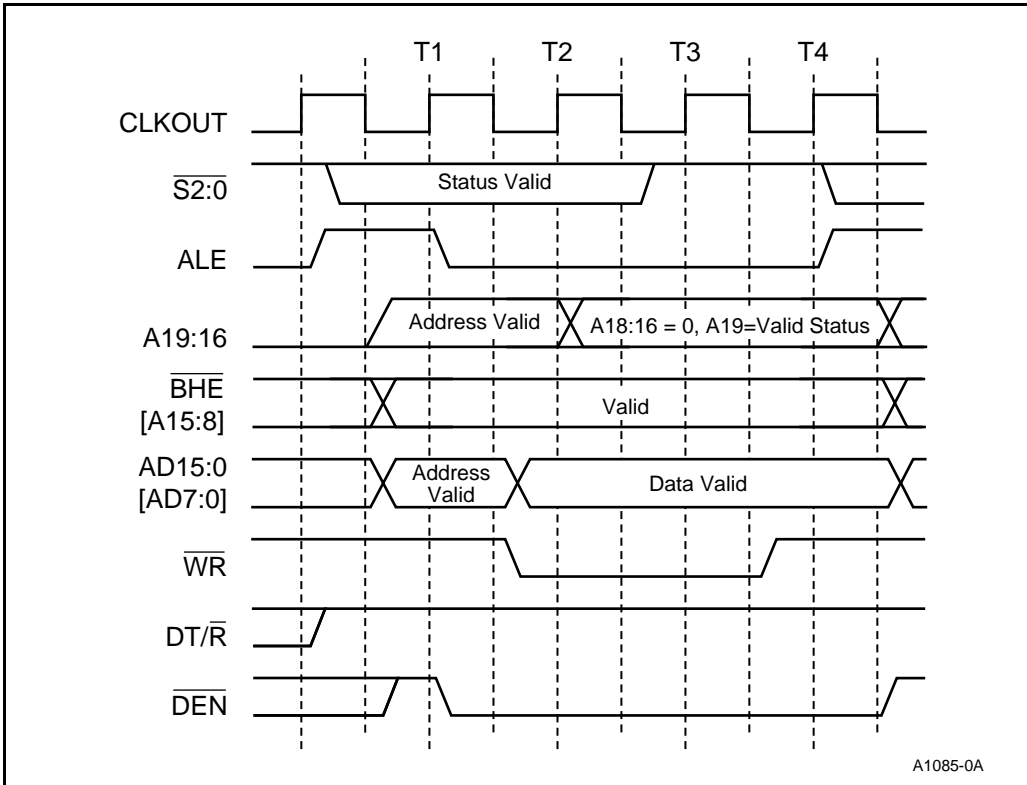 T1 T2 T3 T4
CLKOUT
S2:0
Status Valid
ALE
A19:16
Address Valid
A18:16 = 0, A19=Valid Status
BHE
[A15:8]
Valid
AD15:0
[AD7:0]
Address
Valid
Data Valid
WR
DT/R
DEN
A1085-0A